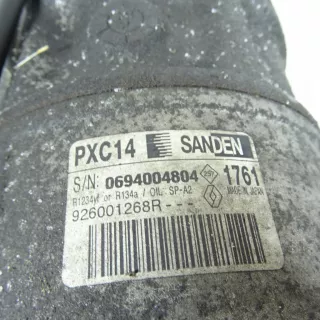 PXC14 SANDEN
S/N: 0694004804 1761
R1234yf or R134a / OIL SP-A2 MADE IN JAPAN
926001268R---